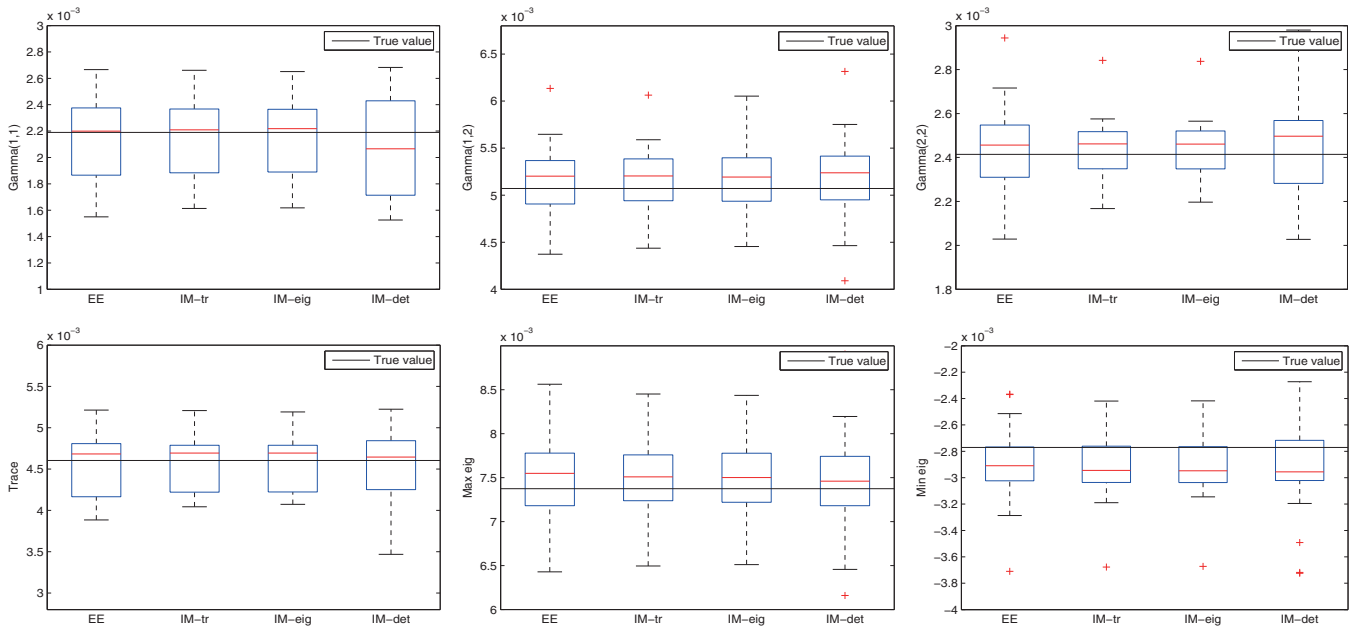 x 10⁻³
3
2.8
2.6
2.4
2.2
2
1.8
1.6
1.4
1.2
1
Gamma(1,1)
True value
EE IM−tr IM−eig IM−det
x 10⁻³
6.5
6
5.5
5
4.5
4
Gamma(1,2)
True value
EE IM−tr IM−eig IM−det
x 10⁻³
3
2.8
2.6
2.4
2.2
2
1.8
Gamma(2,2)
True value
EE IM−tr IM−eig IM−det
x 10⁻³
6
5.5
5
4.5
4
3.5
3
Trace
True value
EE IM−tr IM−eig IM−det
x 10⁻³
8.5
8
7.5
7
6.5
6
Max eig
True value
EE IM−tr IM−eig IM−det
x 10⁻³
−2
−2.2
−2.4
−2.6
−2.8
−3
−3.2
−3.4
−3.6
−3.8
−4
Min eig
True value
EE IM−tr IM−eig IM−det